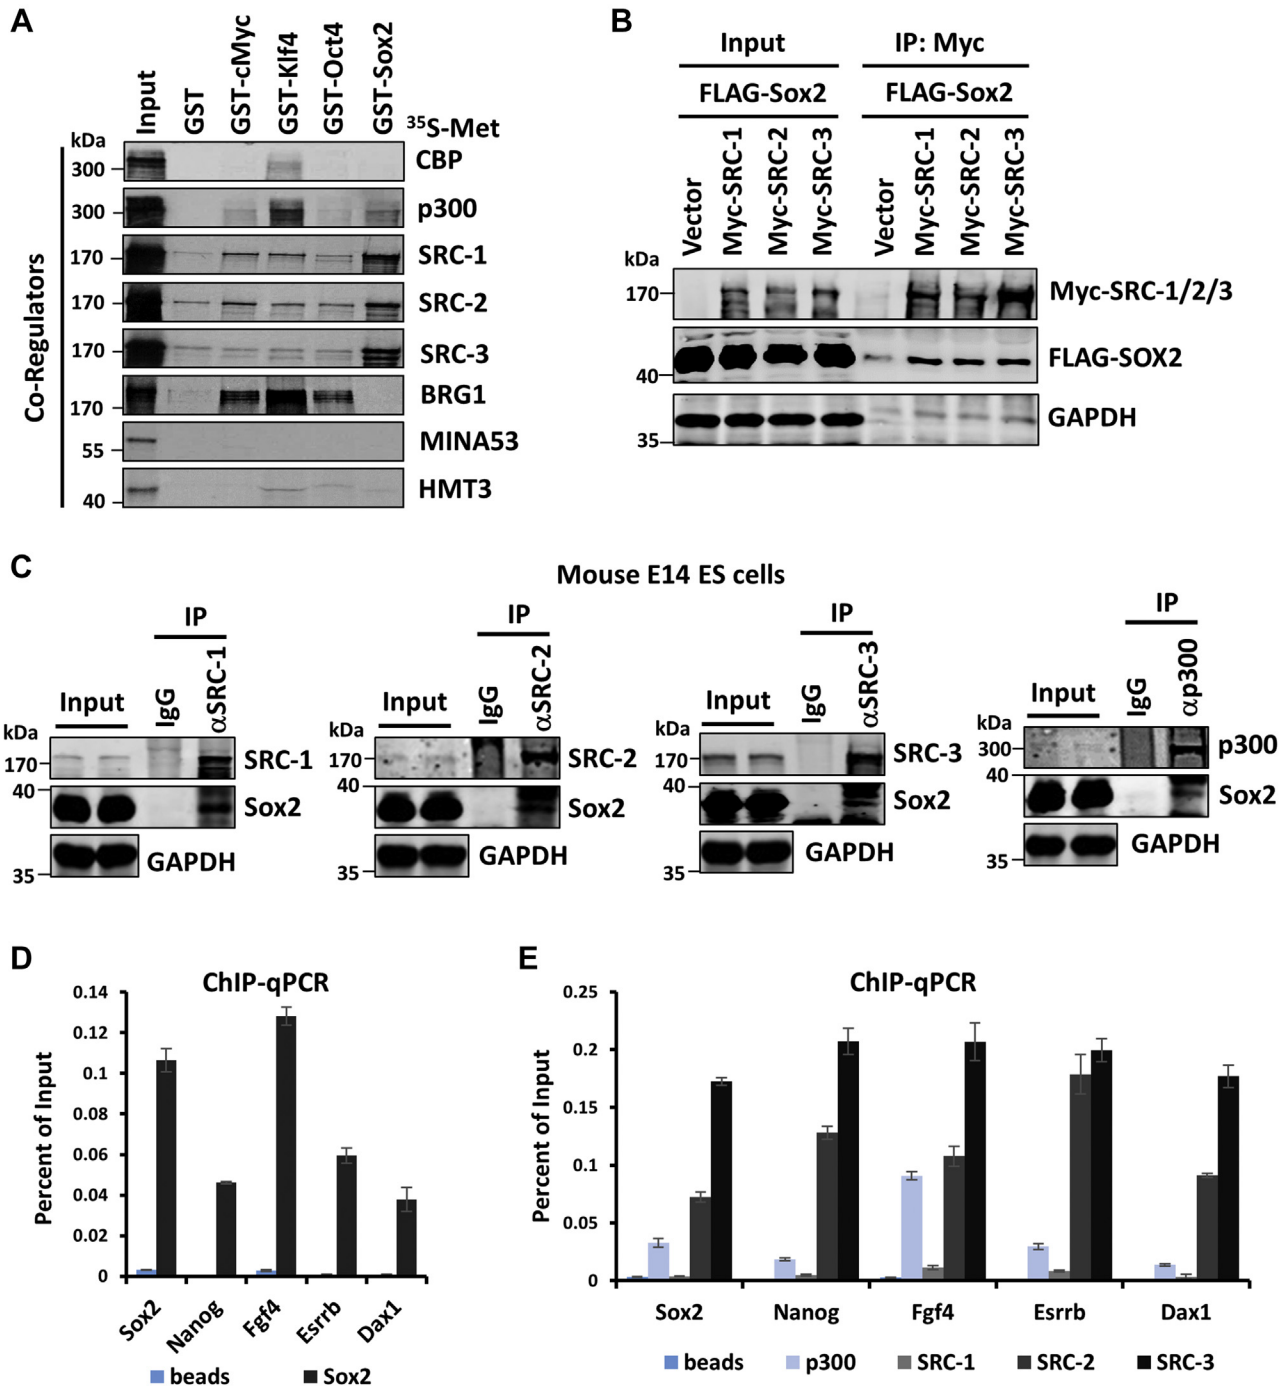 A
Input
GST
GST-cMyc
GST-Klf4
GST-Oct4
GST-Sox2
35S-Met
kDa
Co-Regulators
300 CBP
300 p300
170 SRC-1
170 SRC-2
170 SRC-3
170 BRG1
55 MINA53
40 HMT3
B
Input IP: Myc
FLAG-Sox2 FLAG-Sox2
Vector
Myc-SRC-1
Myc-SRC-2
Myc-SRC-3
Vector
Myc-SRC-1
Myc-SRC-2
Myc-SRC-3
kDa
170 Myc-SRC-1/2/3
40 FLAG-SOX2
35 GAPDH
C
Mouse E14 ES cells
IP
Input
IgG
αSRC-1
kDa
170 SRC-1
40 Sox2
35 GAPDH
IP
Input
IgG
αSRC-2
kDa
170 SRC-2
40 Sox2
35 GAPDH
IP
Input
IgG
αSRC-3
kDa
170 SRC-3
40 Sox2
35 GAPDH
IP
Input
IgG
αp300
kDa
300 p300
40 Sox2
35 GAPDH
D
ChIP-qPCR
Percent of Input
0.14
0.12
0.1
0.08
0.06
0.04
0.02
0
Sox2 Nanog Fgf4 Esrrb Dax1
beads Sox2
E
ChIP-qPCR
Percent of Input
0.25
0.2
0.15
0.1
0.05
0
Sox2 Nanog Fgf4 Esrrb Dax1
beads p300 SRC-1 SRC-2 SRC-3